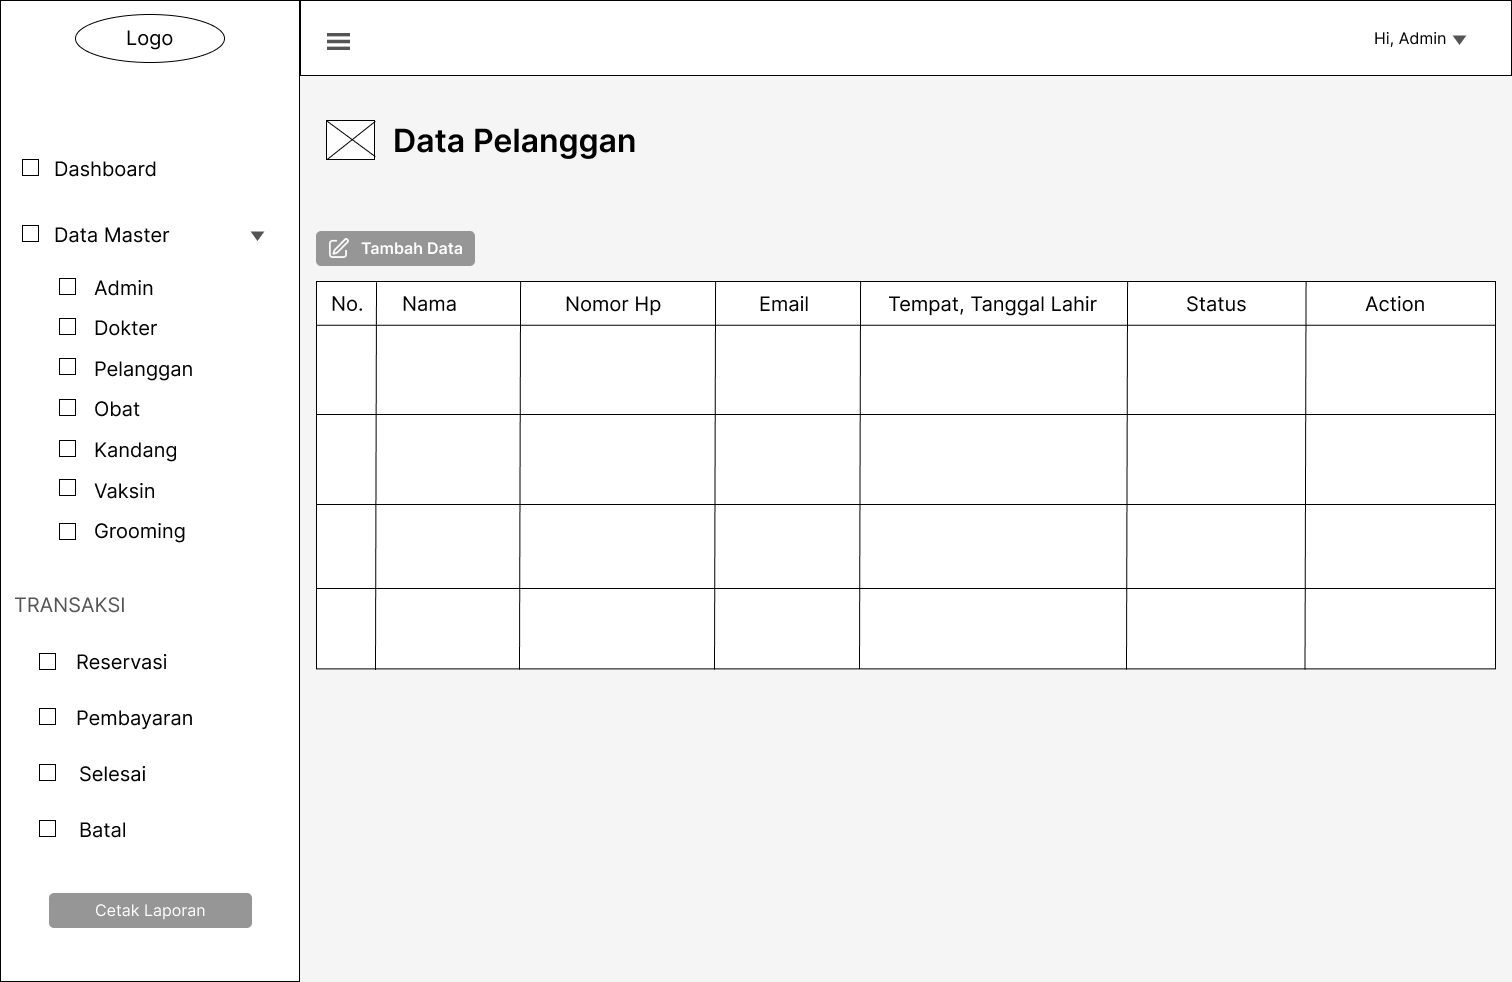 Logo
Hi, Admin
Dashboard
Data Master
Admin
Dokter
Pelanggan
Obat
Kandang
Vaksin
Grooming
TRANSAKSI
Reservasi
Pembayaran
Selesai
Batal
Cetak Laporan
Data Pelanggan
Tambah Data
No. Nama Nomor Hp Email Tempat, Tanggal Lahir Status Action